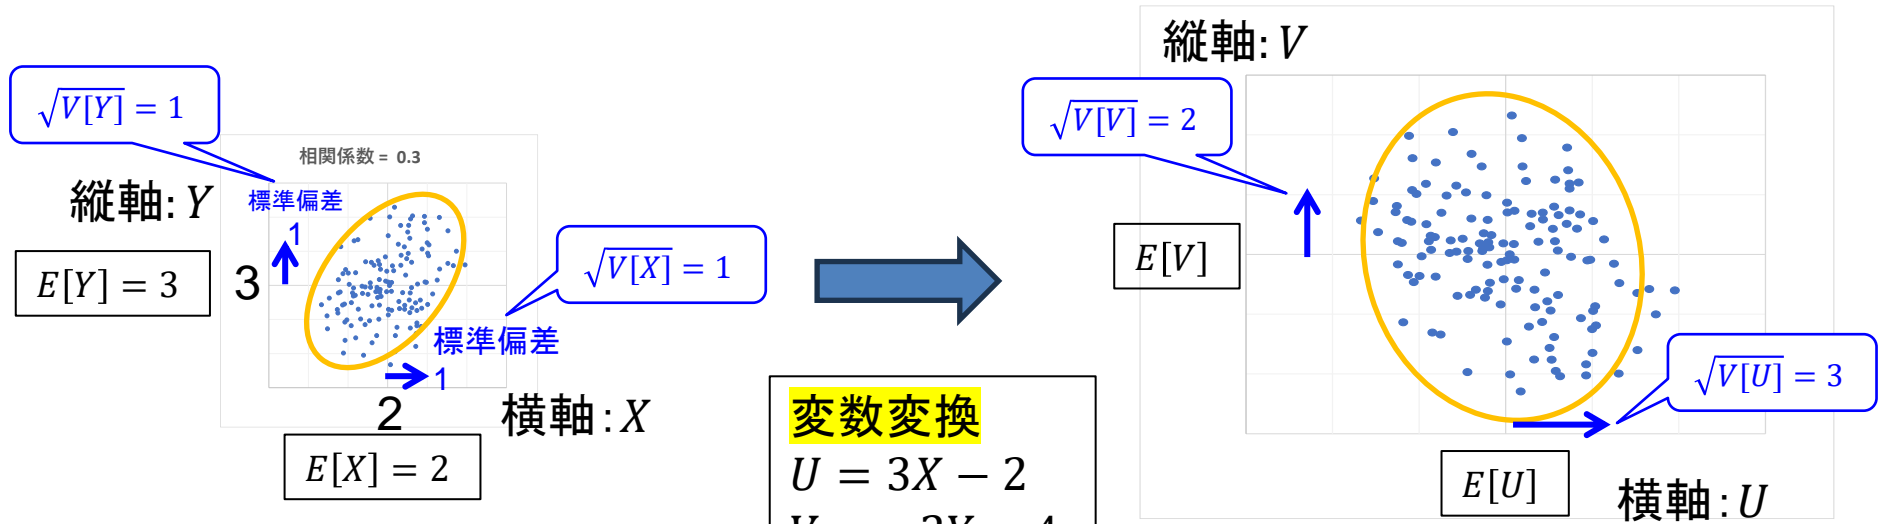 √V[Y] = 1
相関係数 = 0.3
縦軸: Y
標準偏差
1
E[Y] = 3
3
√V[X] = 1
標準偏差
1
2
横軸: X
E[X] = 2
変数変換
U = 3X − 2
縦軸: V
√V[V] = 2
E[V]
√V[U] = 3
E[U]
横軸: U